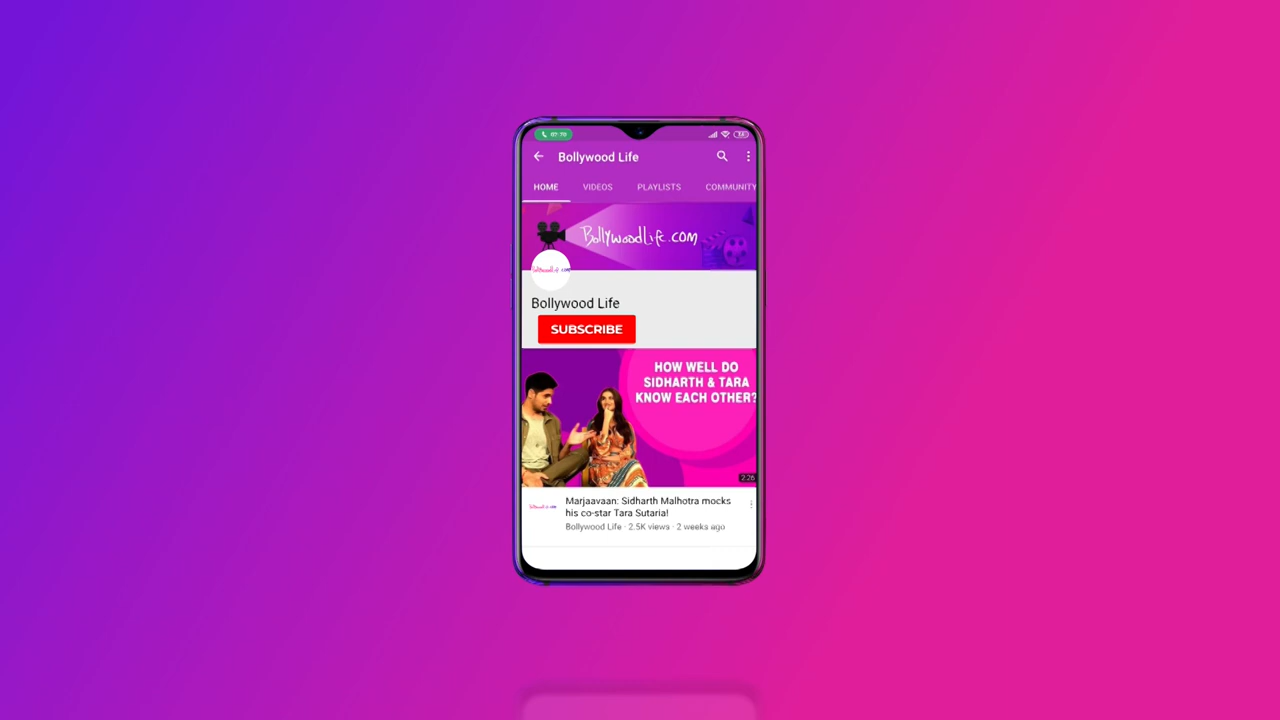 07:70
Bollywood Life
HOME VIDEOS PLAYLISTS COMMUNITY
BollywoodLife.com
Bollywood Life
SUBSCRIBE
HOW WELL DO
SIDHARTH & TARA
KNOW EACH OTHER?
2:26
Marjaavaan: Sidharth Malhotra mocks
his co-star Tara Sutaria!
Bollywood Life · 2.5K views · 2 weeks ago